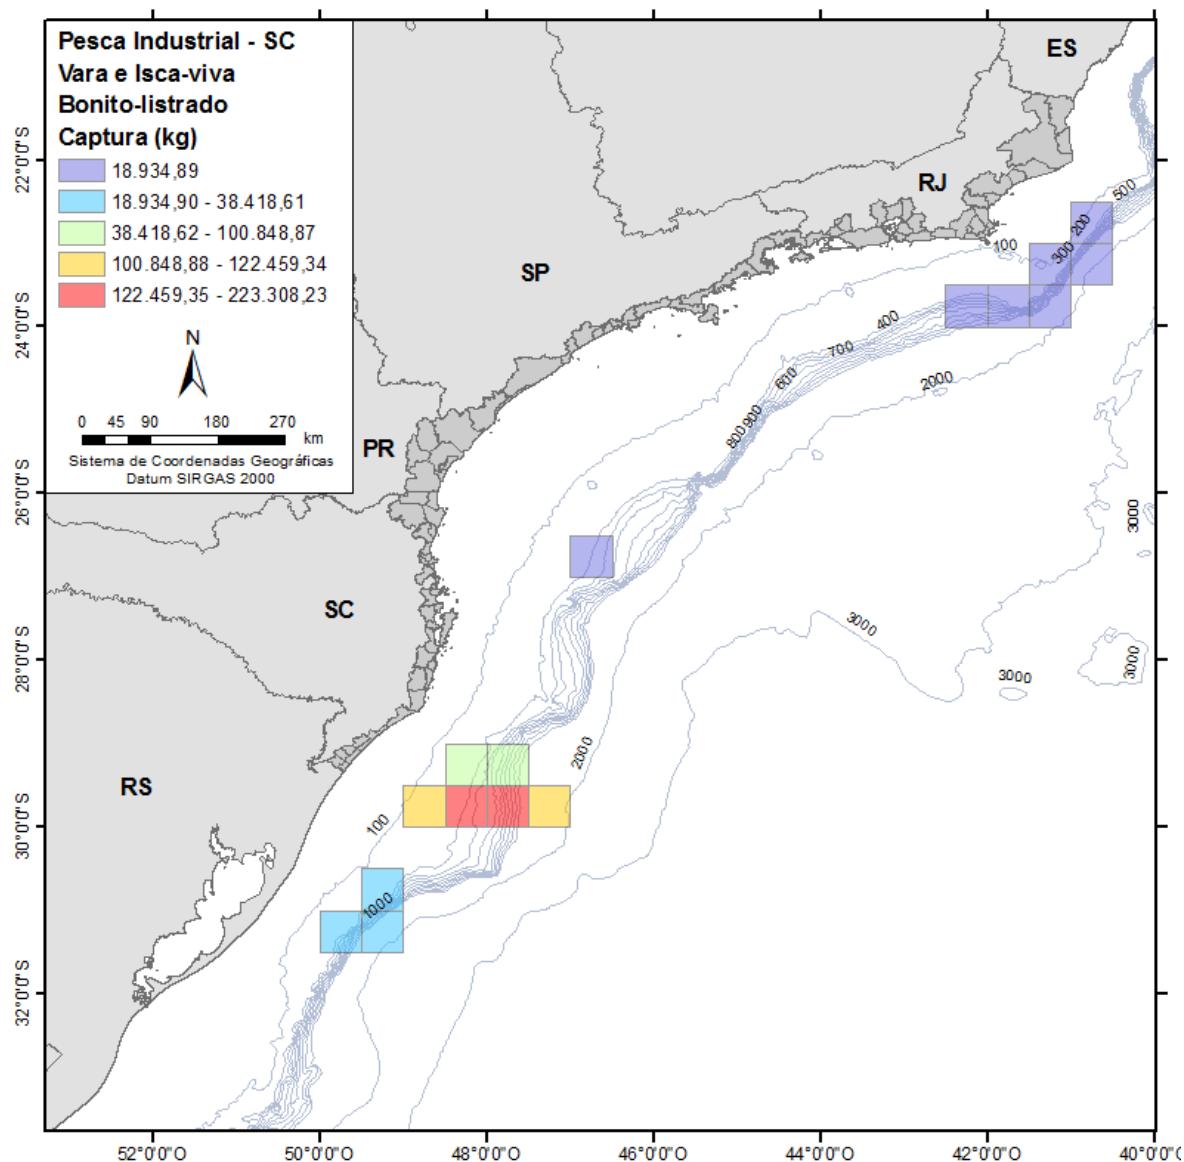 Pesca Industrial - SC
Vara e Isca-viva
Bonito-listrado
Captura (kg)
18.934,89
18.934,90 - 38.418,61
38.418,62 - 100.848,87
100.848,88 - 122.459,34
122.459,35 - 223.308,23
N
0 45 90 180 270
km
Sistema de Coordenadas Geográficas
Datum SIRGAS 2000
ES
RJ
SP
PR
SC
RS
500
200
300
100
400
700
600
2000
800
900
3000
3000
3000
3000
2000
100
1000
22°0'0"S
24°0'0"S
26°0'0"S
28°0'0"S
30°0'0"S
32°0'0"S
52°0'0"O
50°0'0"O
48°0'0"O
46°0'0"O
44°0'0"O
42°0'0"O
40°0'0"O